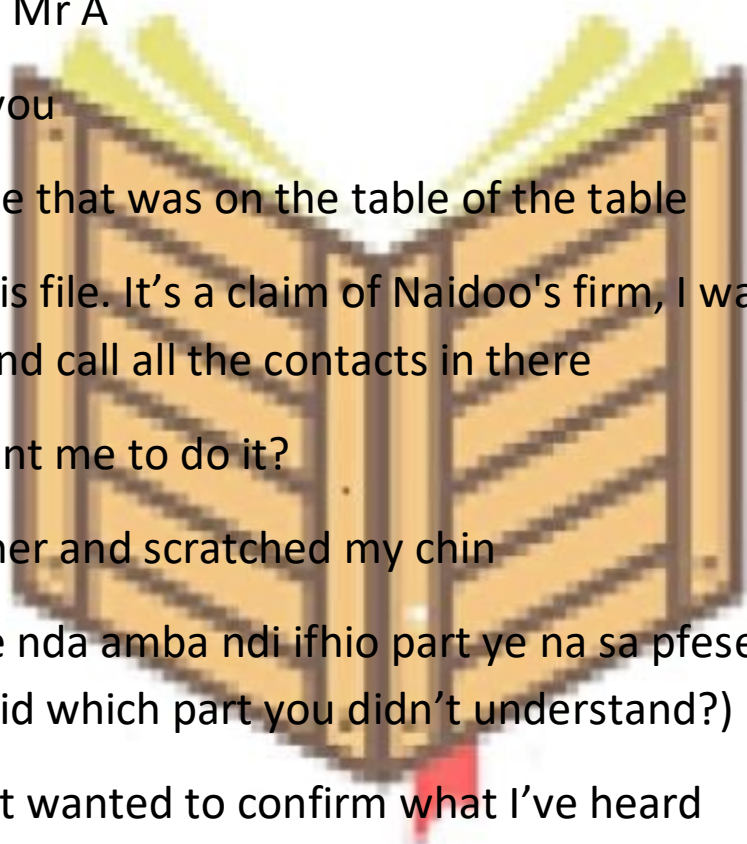 Mr A
you
e that was on the table of the table
is file. It’s a claim of Naidoo's firm, I wa
nd call all the contacts in there
nt me to do it?
her and scratched my chin
e nda amba ndi ifhio part ye na sa pfese
id which part you didn’t understand?)
t wanted to confirm what I’ve heard